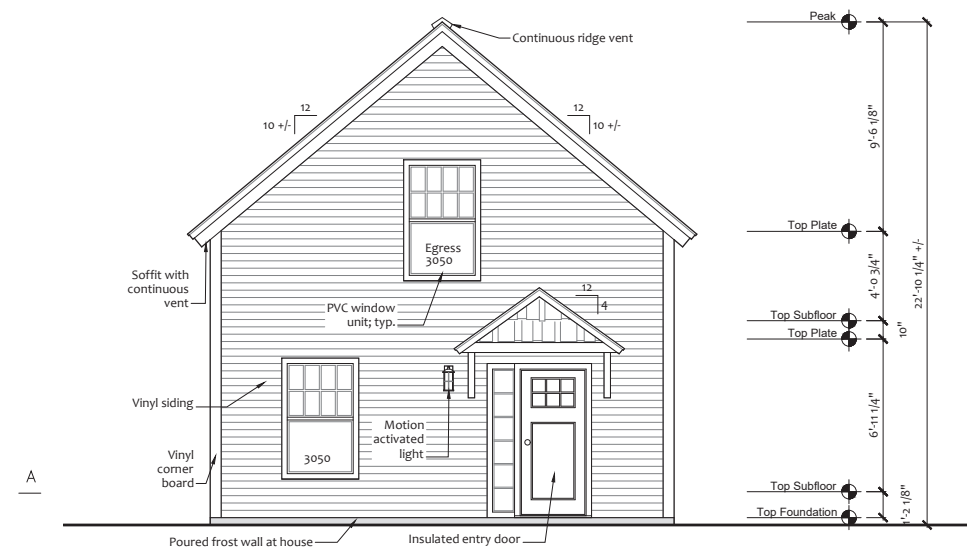 Peak
Continuous ridge vent
12
10 +/-
12
10 +/-
9'-6 1/8"
Top Plate
Egress
3050
Soffit with
continuous
vent
PVC window
unit; typ.
12
4
4'-0 3/4"
22'-10 1/4" +/-
Top Subfloor
10"
Top Plate
Vinyl siding
6'-11 1/4"
Motion
activated
light
3050
Vinyl
corner
board
A
Top Subfloor
1'-2 1/8"
Top Foundation
Poured frost wall at house
Insulated entry door